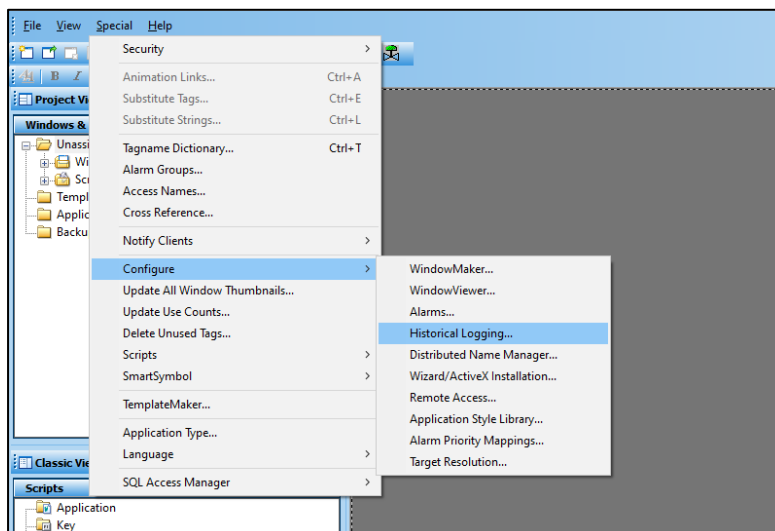 File View Special Help
B I
Project Vi
Windows &
Unassi
Wi
Scr
Templ
Applic
Backu
Classic Vie
Scripts
Application
Key
Security
Animation Links... Ctrl+A
Substitute Tags... Ctrl+E
Substitute Strings... Ctrl+L
Tagname Dictionary... Ctrl+T
Alarm Groups...
Access Names...
Cross Reference...
Notify Clients
Configure
Update All Window Thumbnails...
Update Use Counts...
Delete Unused Tags...
Scripts
SmartSymbol
TemplateMaker...
Application Type...
Language
SQL Access Manager
WindowMaker...
WindowViewer...
Alarms...
Historical Logging...
Distributed Name Manager...
Wizard/ActiveX Installation...
Remote Access...
Application Style Library...
Alarm Priority Mappings...
Target Resolution...